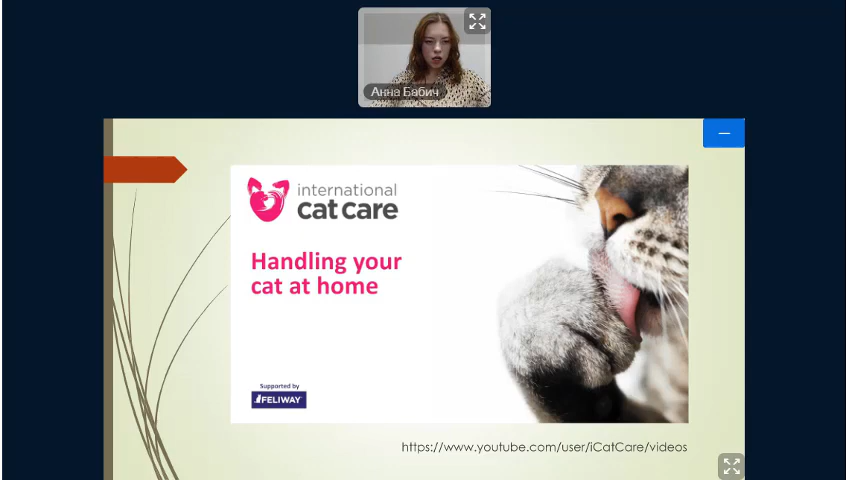 Анна Бабич
international
cat care
Handling your
cat at home
Supported by
FELIWAY
https://www.youtube.com/user/iCatCare/videos